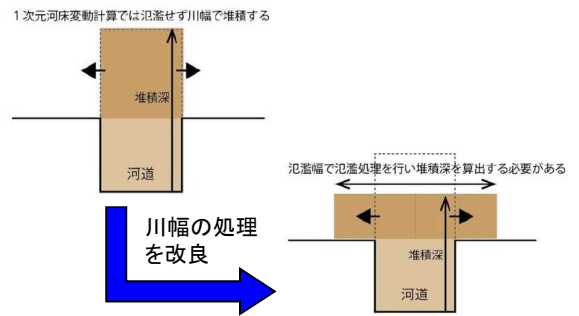 1次元河床変動計算では氾濫せず川幅で堆積する
堆積深
河道
川幅の処理
を改良
氾濫幅で氾濫処理を行い堆積深を算出する必要がある
堆積深
河道